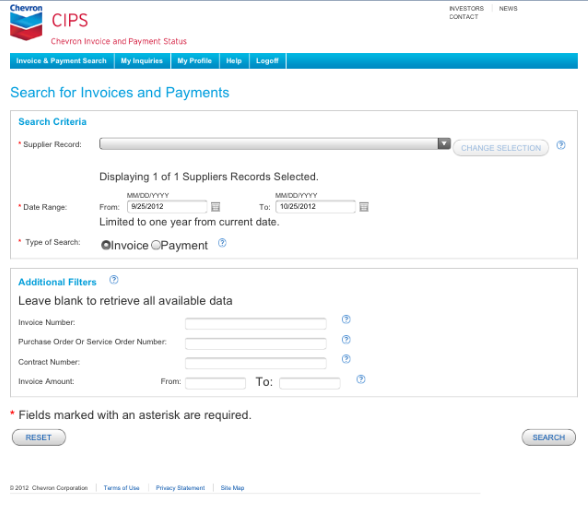 Chevron
CIPS
Chevron Invoice and Payment Status
INVESTORS NEWS
CONTACT
Invoice & Payment Search My Inquiries My Profile Help Logoff
Search for Invoices and Payments
Search Criteria
* Supplier Record: CHANGE SELECTION ?
Displaying 1 of 1 Suppliers Records Selected.
MM/DD/YYYY MM/DD/YYYY
* Date Range: From: 9/25/2012 To: 10/25/2012
Limited to one year from current date.
* Type of Search: Invoice Payment ?
Additional Filters ?
Leave blank to retrieve all available data
Invoice Number: ?
Purchase Order Or Service Order Number: ?
Contract Number: ?
Invoice Amount: From: To: ?
* Fields marked with an asterisk are required.
RESET SEARCH
© 2012 Chevron Corporation Terms of Use Privacy Statement Site Map